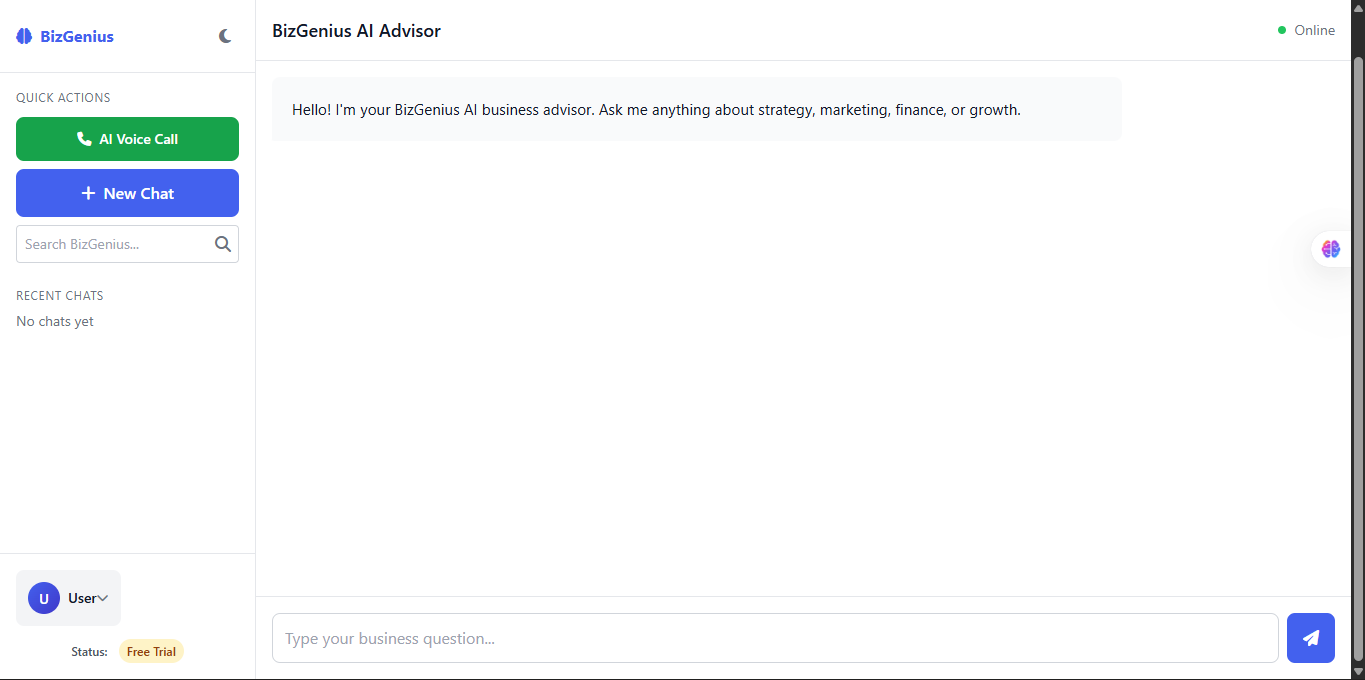 BizGenius
QUICK ACTIONS
AI Voice Call
New Chat
Search BizGenius...
RECENT CHATS
No chats yet
U
User
Status:
Free Trial
BizGenius AI Advisor
Online
Hello! I'm your BizGenius AI business advisor. Ask me anything about strategy, marketing, finance, or growth.
Type your business question...